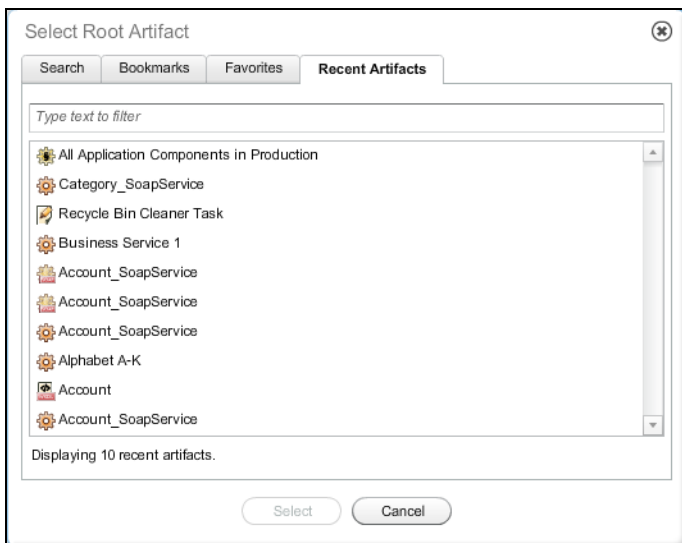 Select Root Artifact
Search Bookmarks Favorites Recent Artifacts
Type text to filter
All Application Components in Production
Category_SoapService
Recycle Bin Cleaner Task
Business Service 1
Account_SoapService
Account_SoapService
Account_SoapService
Alphabet A-K
Account
Account_SoapService
Displaying 10 recent artifacts.
Select Cancel